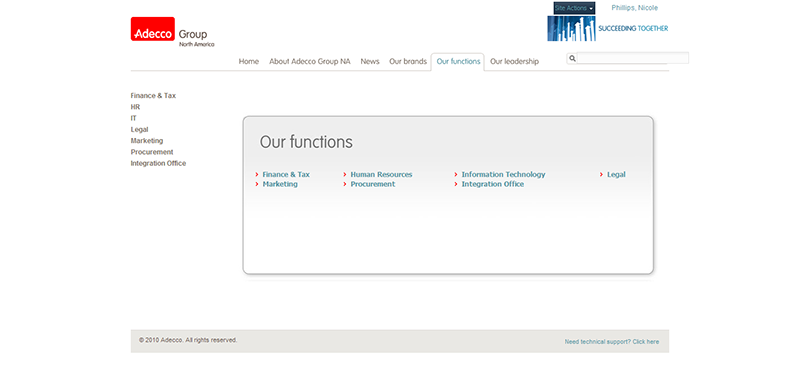 Site Actions
Phillips, Nicole
Adecco Group
North America
SUCCEEDING TOGETHER
Home About Adecco Group NA News Our brands Our functions Our leadership
Finance & Tax
HR
IT
Legal
Marketing
Procurement
Integration Office
Our functions
Finance & Tax Human Resources Information Technology Legal
Marketing Procurement Integration Office
© 2010 Adecco. All rights reserved.
Need technical support? Click here